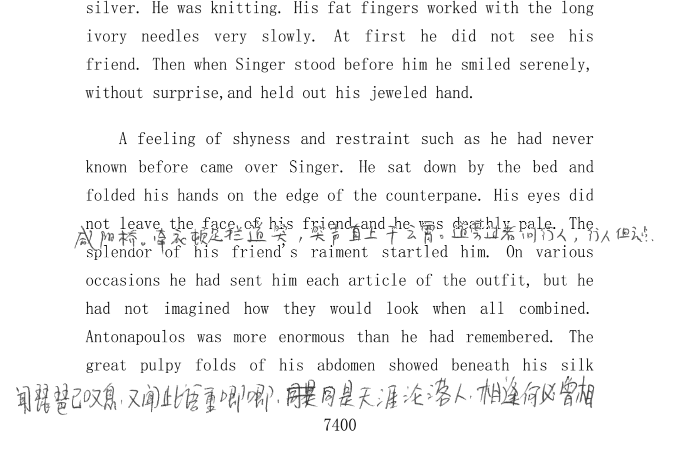 silver. He was knitting. His fat fingers worked with the long
ivory needles very slowly. At first he did not see his
friend. Then when Singer stood before him he smiled serenely,
without surprise,and held out his jeweled hand.
A feeling of shyness and restraint such as he had never
known before came over Singer. He sat down by the bed and
folded his hands on the edge of the counterpane. His eyes did
not leave the face of his friend and he was deathly pale. The
咸阳桥。牵衣顿足拦道哭,哭声直上干云霄。道旁过者问行人,行人但云点
splendor of his friend's raiment startled him. On various
occasions he had sent him each article of the outfit, but he
had not imagined how they would look when all combined.
Antonapoulos was more enormous than he had remembered. The
great pulpy folds of his abdomen showed beneath his silk
闻琵琶已叹息,又闻此语重唧唧,同是天涯沦落人,相逢何必曾相
7400